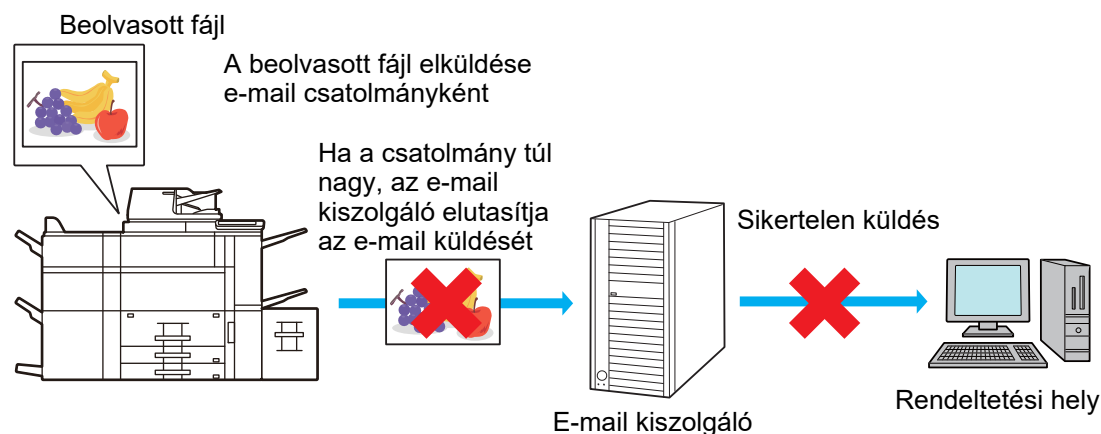 Beolvasott fájl
A beolvasott fájl elküldése
e-mail csatolmányként
Ha a csatolmány túl
nagy, az e-mail
kiszolgáló elutasítja
az e-mail küldését
Sikertelen küldés
E-mail kiszolgáló
Rendeltetési hely